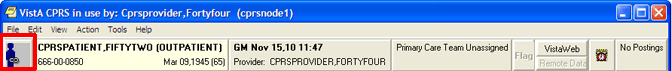 VistA CPRS in use by: Cprsprovider,Fortyfour (cprsnode1)
File Edit View Action Tools Help
CPRSPATIENT,FIFTYTWO (OUTPATIENT)
666-00-0850 Mar 09,1945 (65)
GM Nov 15,10 11:47
Provider: CPRSPROVIDER,FORTYFOUR
Primary Care Team Unassigned
Flag
VistaWeb
Remote Data
No Postings